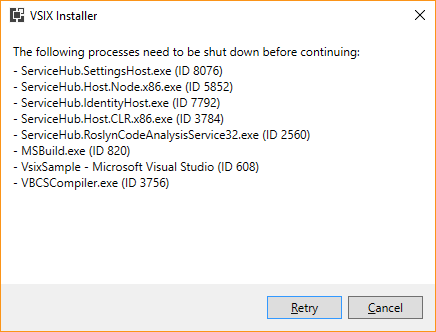 VSIX Installer
The following processes need to be shut down before continuing:
- ServiceHub.SettingsHost.exe (ID 8076)
- ServiceHub.Host.Node.x86.exe (ID 5852)
- ServiceHub.IdentityHost.exe (ID 7792)
- ServiceHub.Host.CLR.x86.exe (ID 3784)
- ServiceHub.RoslynCodeAnalysisService32.exe (ID 2560)
- MSBuild.exe (ID 820)
- VsixSample - Microsoft Visual Studio (ID 608)
- VBCSCompiler.exe (ID 3756)
Retry
Cancel